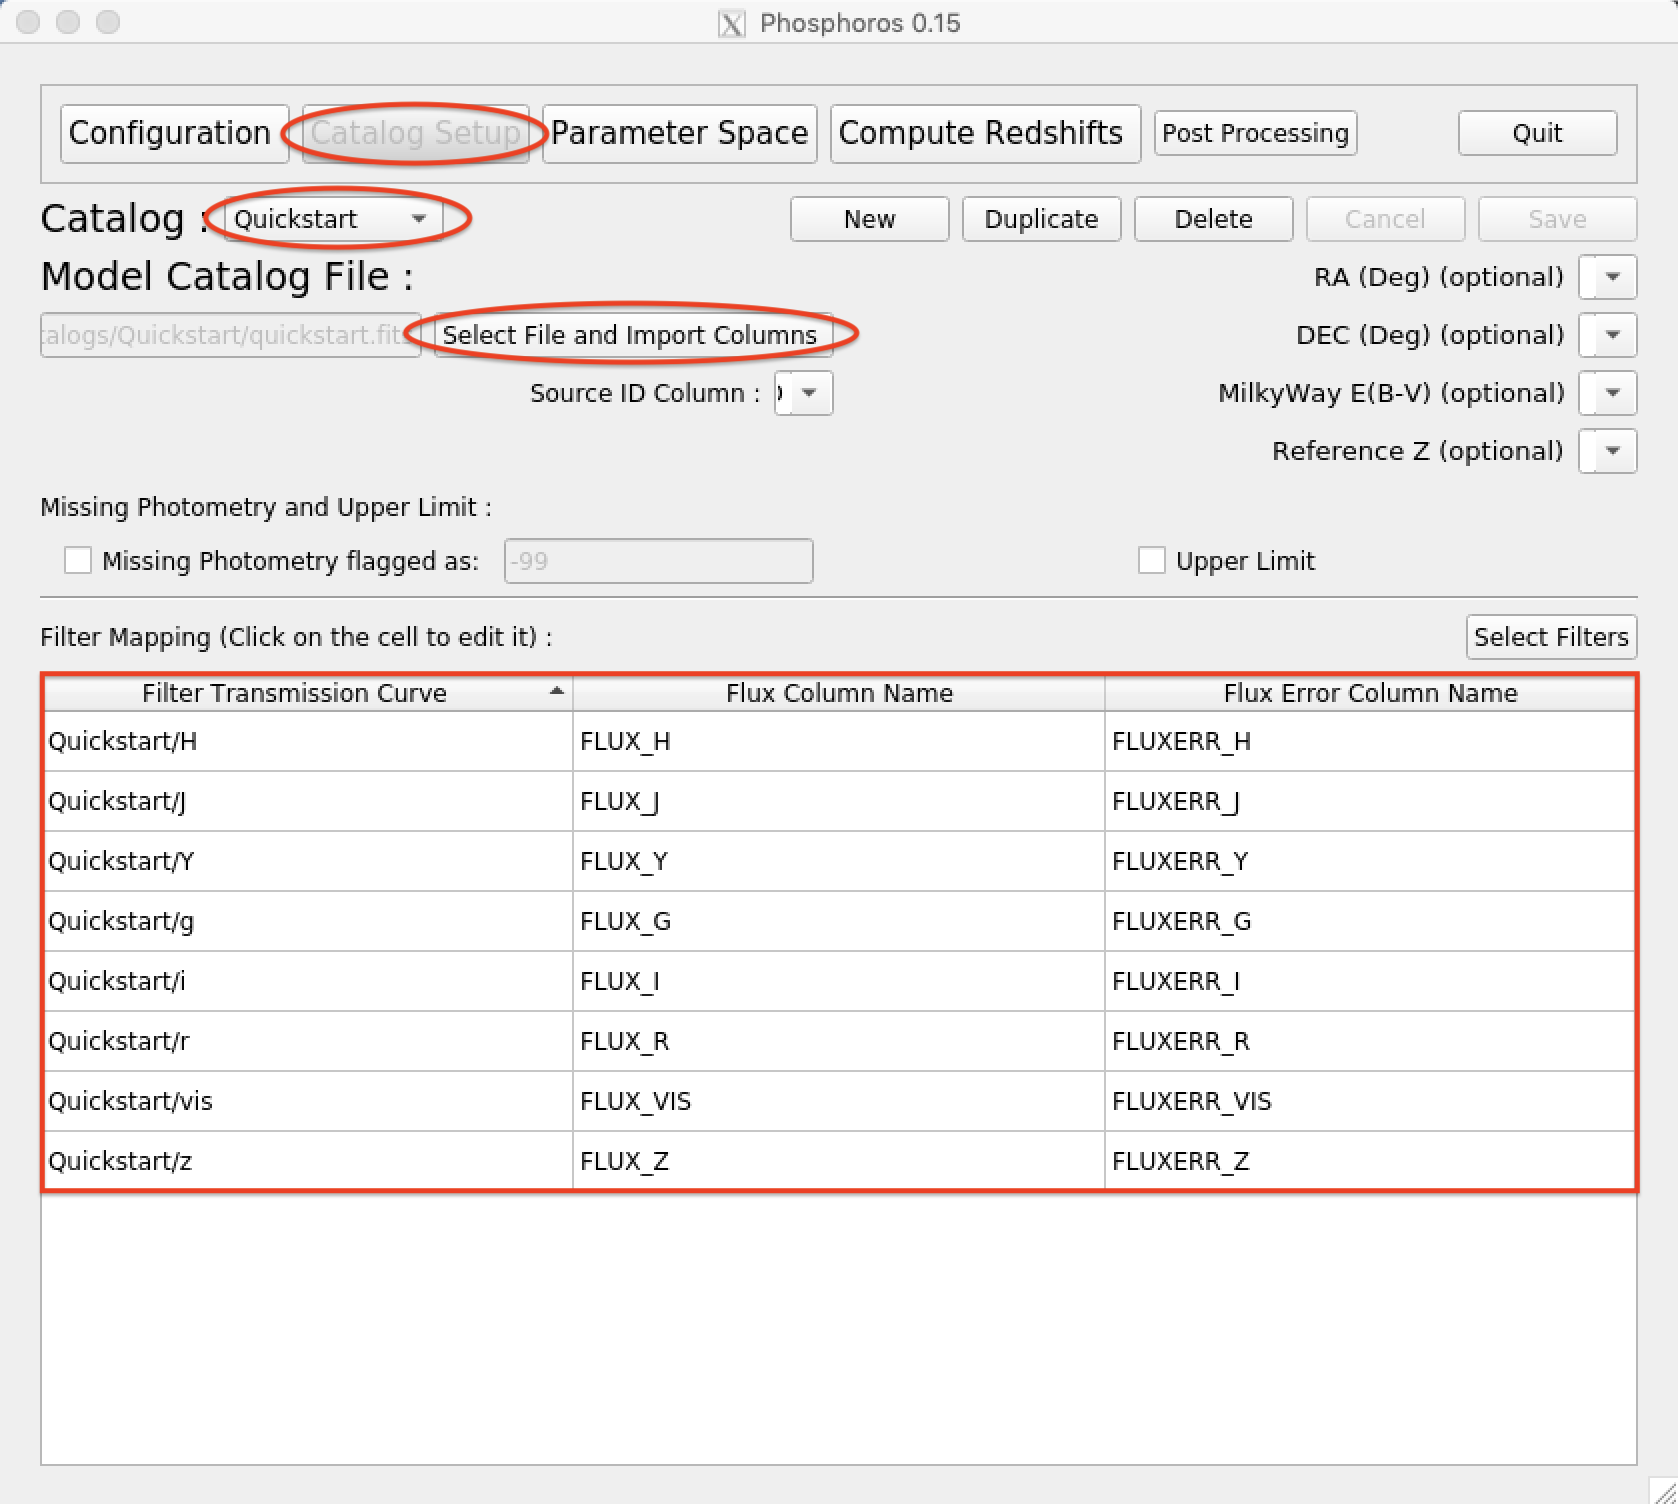 Phosphoros 0.15
Configuration Catalog Setup Parameter Space Compute Redshifts Post Processing Quit
Catalog : Quickstart New Duplicate Delete Cancel Save
Model Catalog File : RA (Deg) (optional)
talogs/Quickstart/quickstart.fit Select File and Import Columns DEC (Deg) (optional)
Source ID Column : MilkyWay E(B-V) (optional)
Reference Z (optional)
Missing Photometry and Upper Limit :
Missing Photometry flagged as: -99 Upper Limit
Filter Mapping (Click on the cell to edit it) : Select Filters
Filter Transmission Curve Flux Column Name Flux Error Column Name
Quickstart/H FLUX_H FLUXERR_H
Quickstart/J FLUX_J FLUXERR_J
Quickstart/Y FLUX_Y FLUXERR_Y
Quickstart/g FLUX_G FLUXERR_G
Quickstart/i FLUX_I FLUXERR_I
Quickstart/r FLUX_R FLUXERR_R
Quickstart/vis FLUX_VIS FLUXERR_VIS
Quickstart/z FLUX_Z FLUXERR_Z